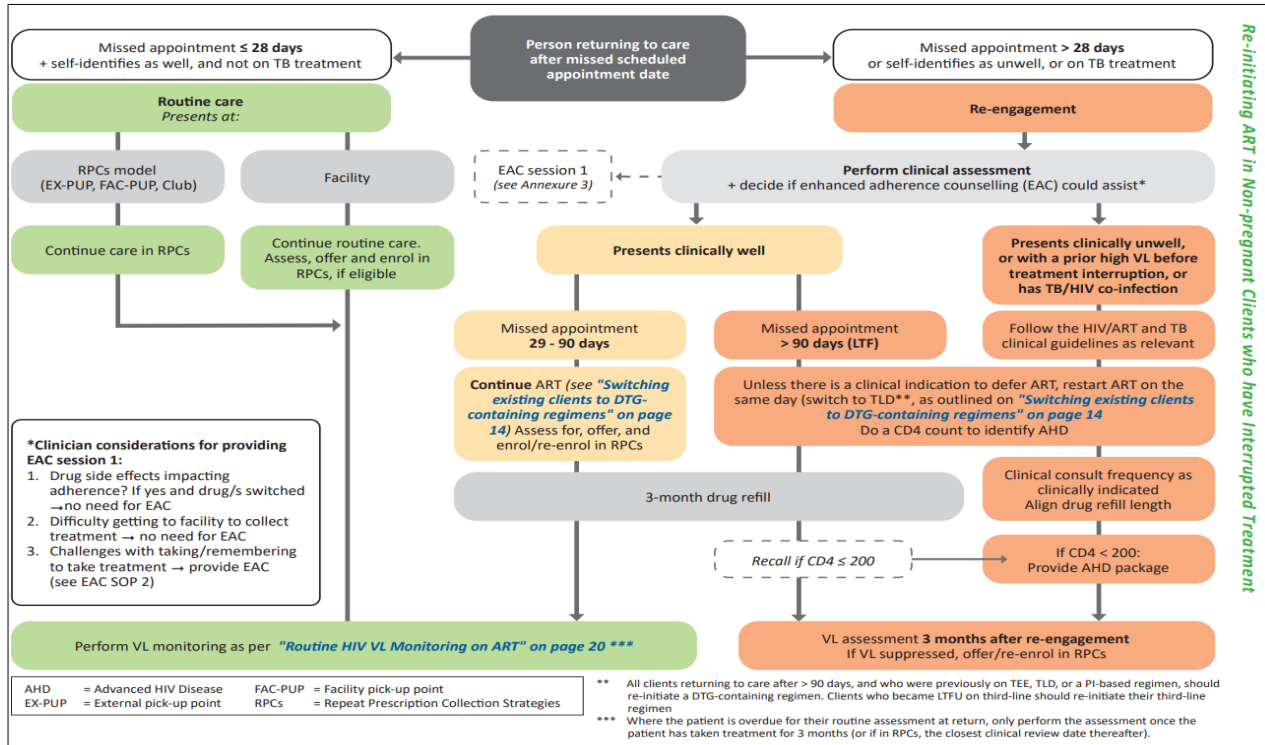 Person returning to care
after missed scheduled
appointment date
Missed appointment ≤ 28 days
+ self-identifies as well, and not on TB treatment
Missed appointment > 28 days
or self-identifies as unwell, or on TB treatment
Routine care
Presents at:
RPCs model
(EX-PUP, FAC-PUP, Club)
Facility
Continue care in RPCs
Continue routine care.
Assess, offer and enrol in
RPCs, if eligible
Re-engagement
Perform clinical assessment
+ decide if enhanced adherence counselling (EAC) could assist*
EAC session 1
(see Annexure 3)
Presents clinically well
Presents clinically unwell,
or with a prior high VL before
treatment interruption, or
has TB/HIV co-infection
Missed appointment
29 - 90 days
Missed appointment
> 90 days (LTF)
Follow the HIV/ART and TB
clinical guidelines as relevant
Continue ART (see "Switching
existing clients to DTG-
containing regimens" on page
14) Assess for, offer, and
enrol/re-enrol in RPCs
Unless there is a clinical indication to defer ART, restart ART on the
same day (switch to TLD**, as outlined on "Switching existing clients
to DTG-containing regimens" on page 14
Do a CD4 count to identify AHD
3-month drug refill
Clinical consult frequency as
clinically indicated
Align drug refill length
Recall if CD4 ≤ 200
If CD4 < 200:
Provide AHD package
*Clinician considerations for providing
EAC session 1:
1. Drug side effects impacting
adherence? If yes and drug/s switched
→no need for EAC
2. Difficulty getting to facility to collect
treatment → no need for EAC
3. Challenges with taking/remembering
to take treatment → provide EAC
(see EAC SOP 2)
Perform VL monitoring as per "Routine HIV VL Monitoring on ART" on page 20 ***
VL assessment 3 months after re-engagement
If VL suppressed, offer/re-enrol in RPCs
AHD = Advanced HIV Disease FAC-PUP = Facility pick-up point
EX-PUP = External pick-up point RPCs = Repeat Prescription Collection Strategies
** All clients returning to care after > 90 days, and who were previously on TEE, TLD, or a PI-based regimen, should
re-initiate a DTG-containing regimen. Clients who became LTFU on third-line should re-initiate their third-line
regimen
*** Where the patient is overdue for their routine assessment at return, only perform the assessment once the
patient has taken treatment for 3 months (or if in RPCs, the closest clinical review date thereafter).
Re-initiating ART in Non-pregnant Clients who have Interrupted Treatment